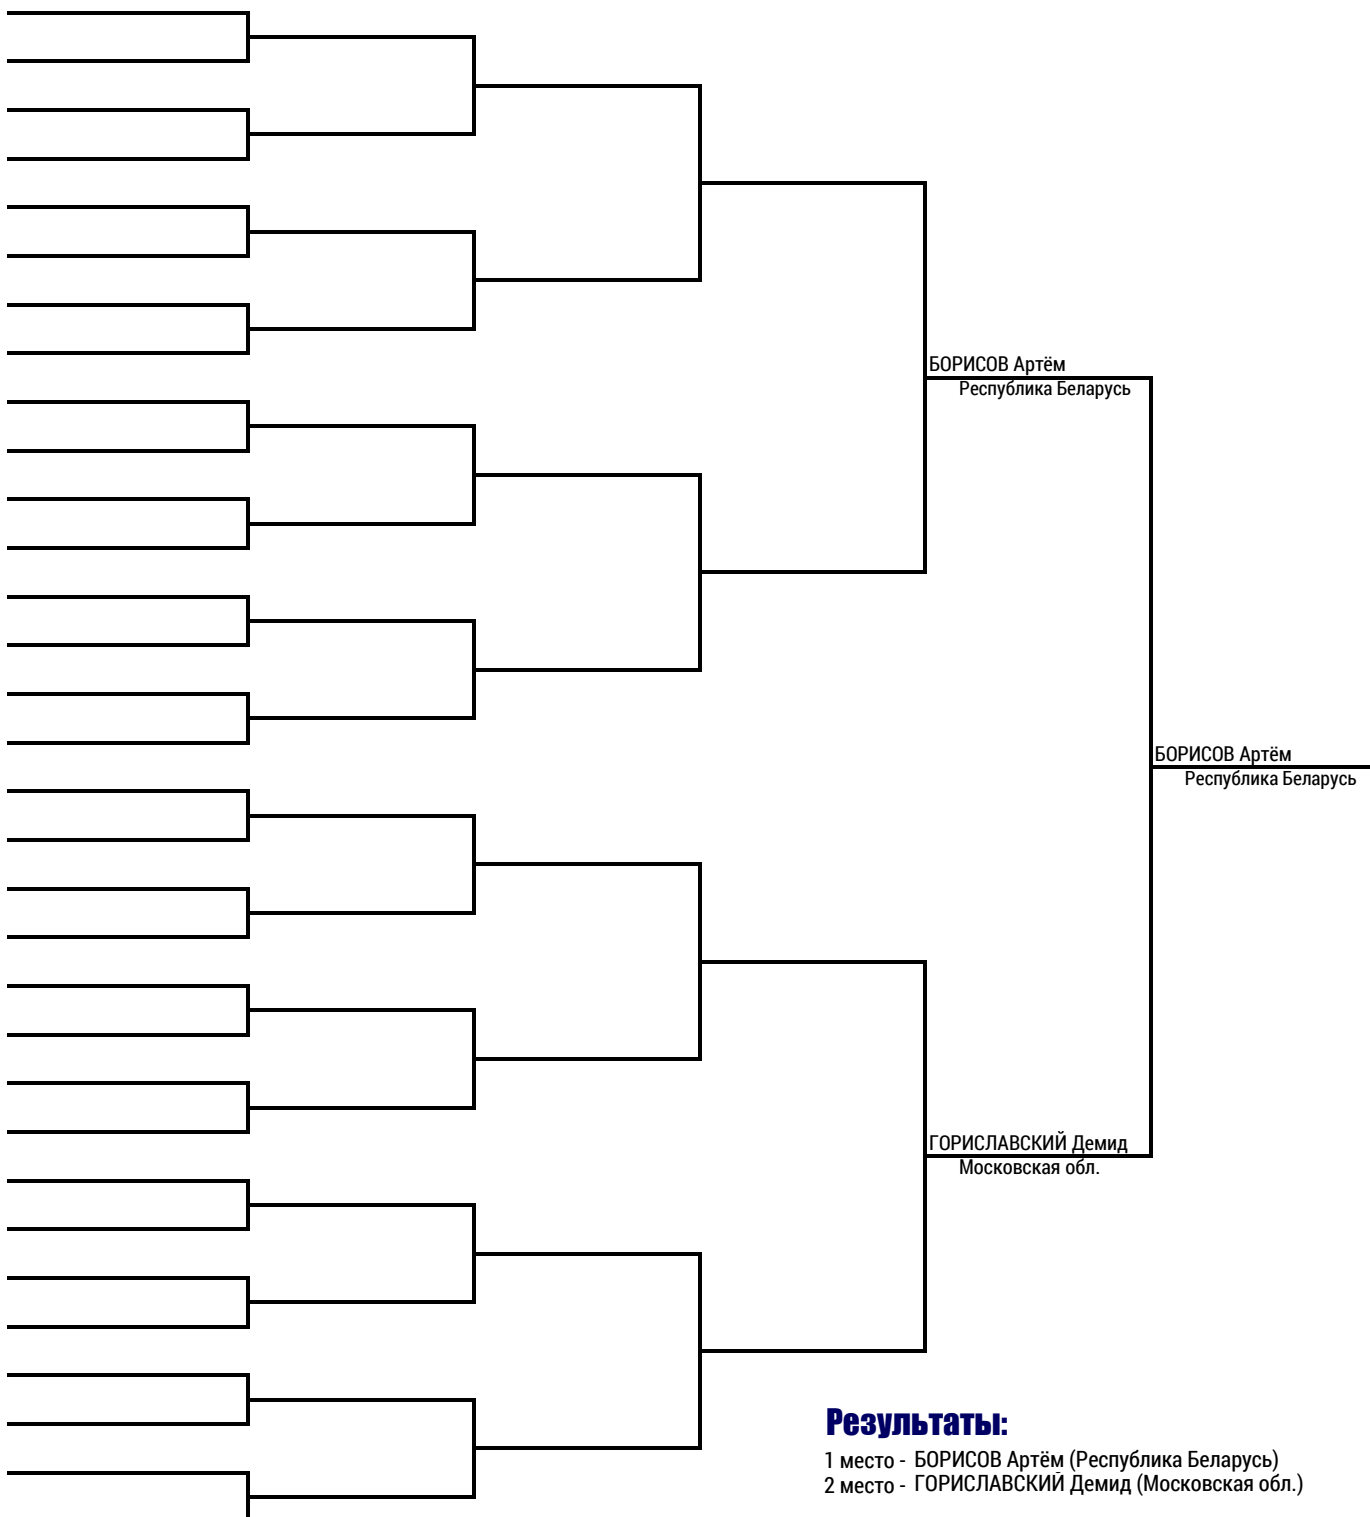 БОРИСОВ Артём
Республика Беларусь
БОРИСОВ Артём
Республика Беларусь
ГОРИСЛАВСКИЙ Демид
Московская обл.
Результаты:
1 место - БОРИСОВ Артём (Республика Беларусь)
2 место - ГОРИСЛАВСКИЙ Демид (Московская обл.)